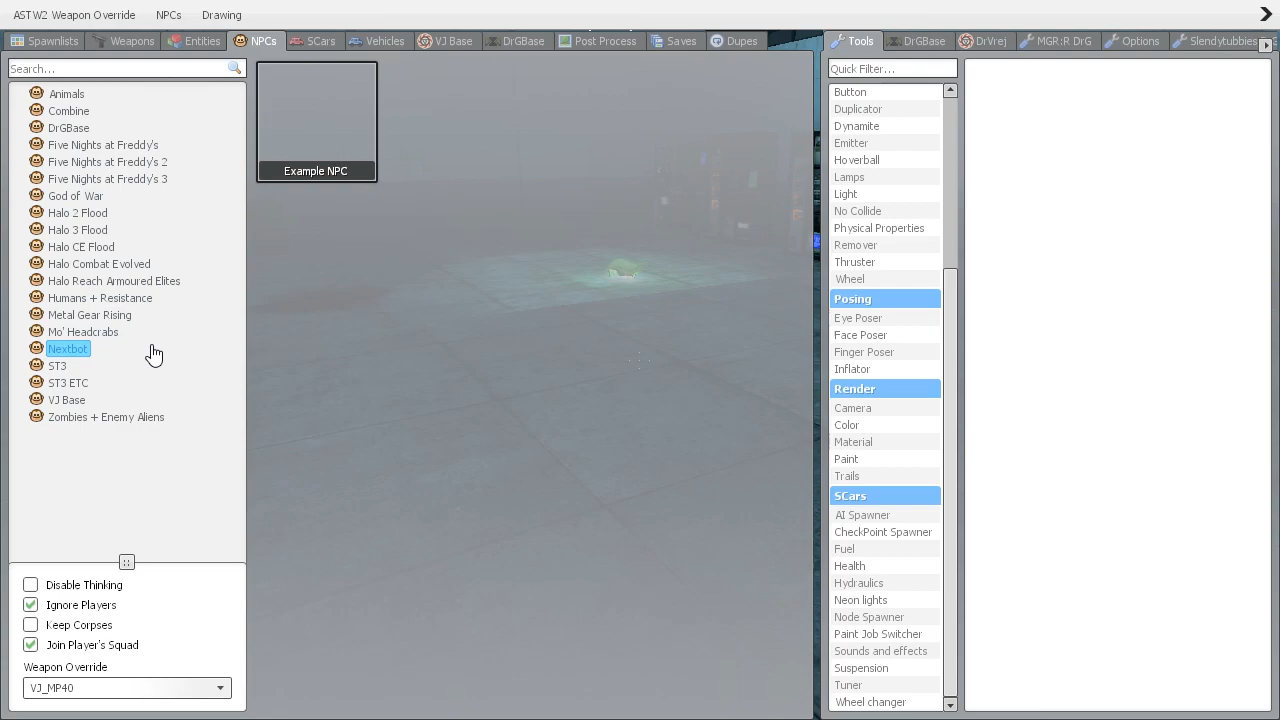 ASTW2 Weapon Override NPCs Drawing
Spawnlists Weapons Entities NPCs SCars Vehicles VJ Base DrGBase Post Process Saves Dupes
Tools DrGBase DrVrej MGR:R DrG Options Slendytubbies
Search...
Animals
Combine
DrGBase
Five Nights at Freddy's
Five Nights at Freddy's 2
Five Nights at Freddy's 3
God of War
Halo 2 Flood
Halo 3 Flood
Halo CE Flood
Halo Combat Evolved
Halo Reach Armoured Elites
Humans + Resistance
Metal Gear Rising
Mo' Headcrabs
Nextbot
ST3
ST3 ETC
VJ Base
Zombies + Enemy Aliens
Disable Thinking
Ignore Players
Keep Corpses
Join Player's Squad
Weapon Override
VJ_MP40
Example NPC
Quick Filter...
Button
Duplicator
Dynamite
Emitter
Hoverball
Lamps
Light
No Collide
Physical Properties
Remover
Thruster
Wheel
Posing
Eye Poser
Face Poser
Finger Poser
Inflator
Render
Camera
Color
Material
Paint
Trails
SCars
AI Spawner
CheckPoint Spawner
Fuel
Health
Hydraulics
Neon lights
Node Spawner
Paint Job Switcher
Sounds and effects
Suspension
Tuner
Wheel changer